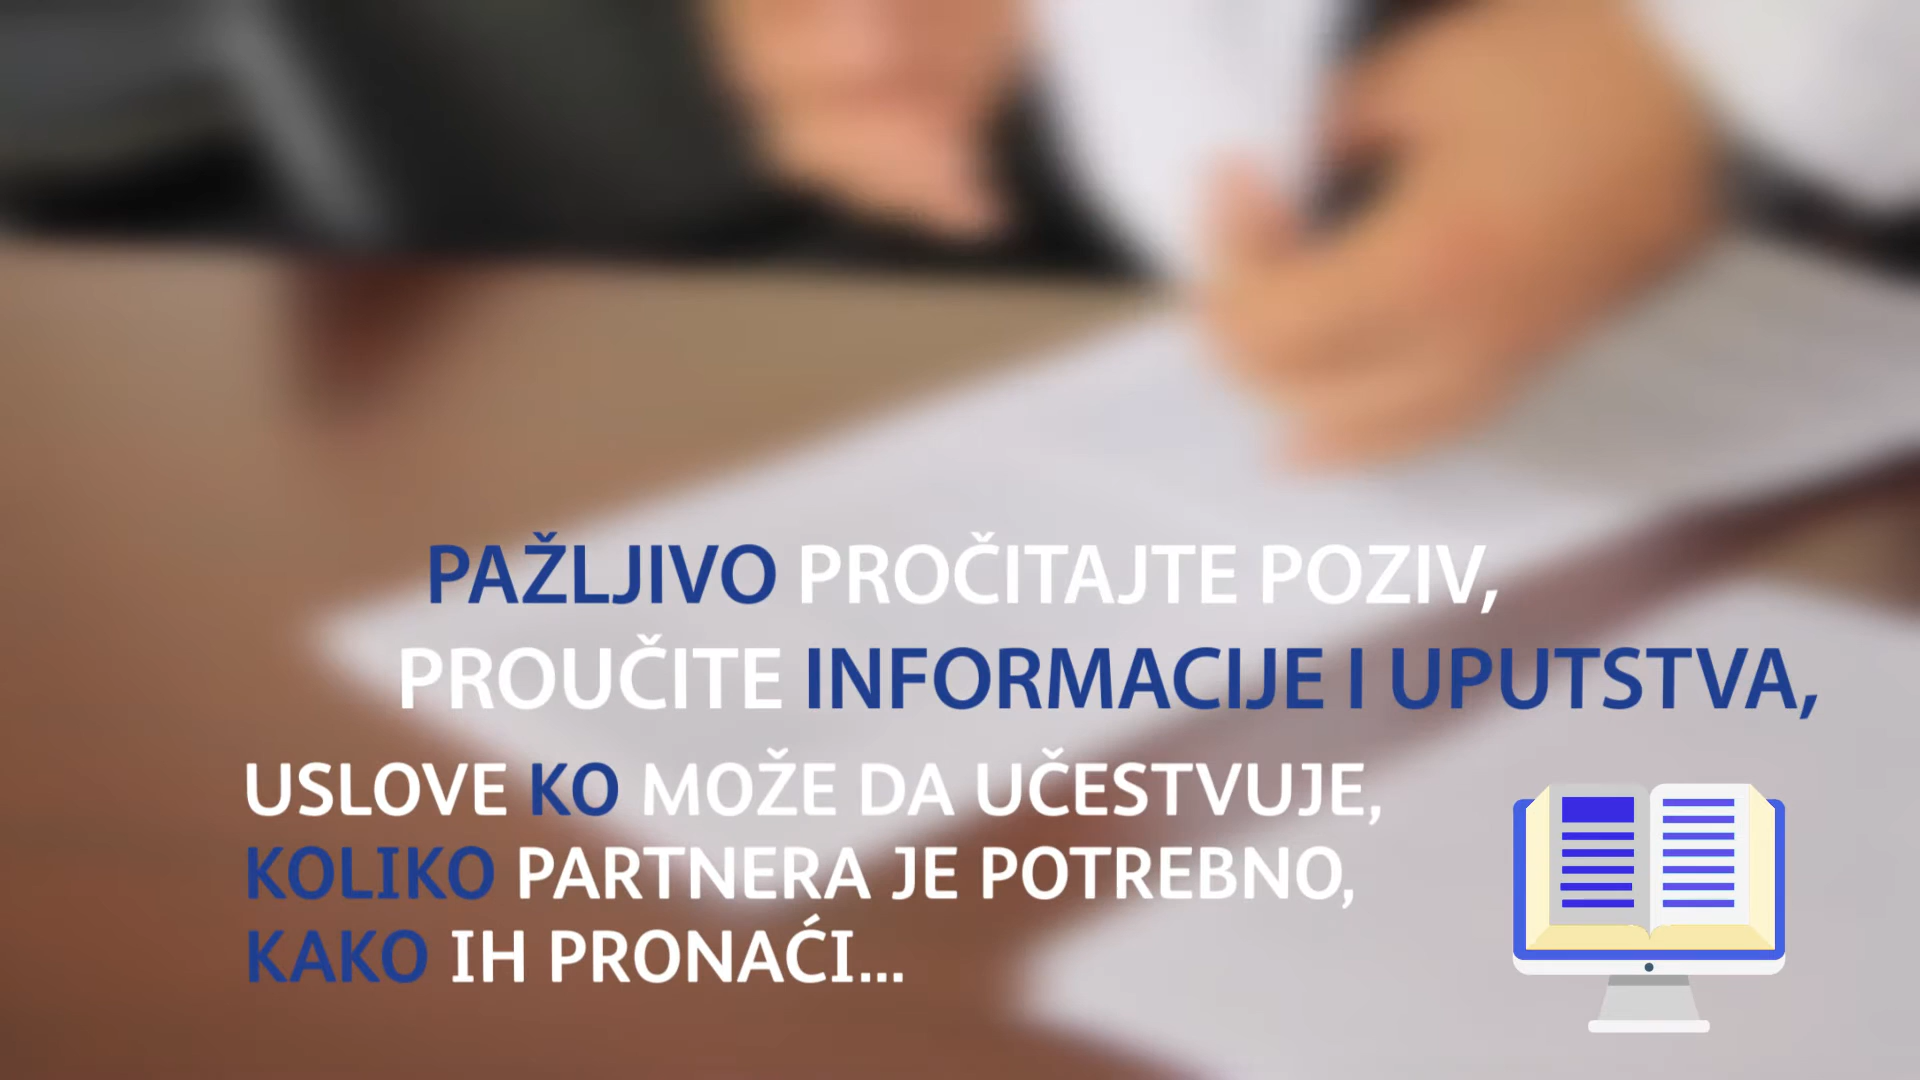 PAŽLJIVO PROČITAJTE POZIV,
PROUČITE INFORMACIJE I UPUTSTVA,
USLOVE KO MOŽE DA UČESTVUJE,
KOLIKO PARTNERA JE POTREBNO,
KAKO IH PRONAĆI...